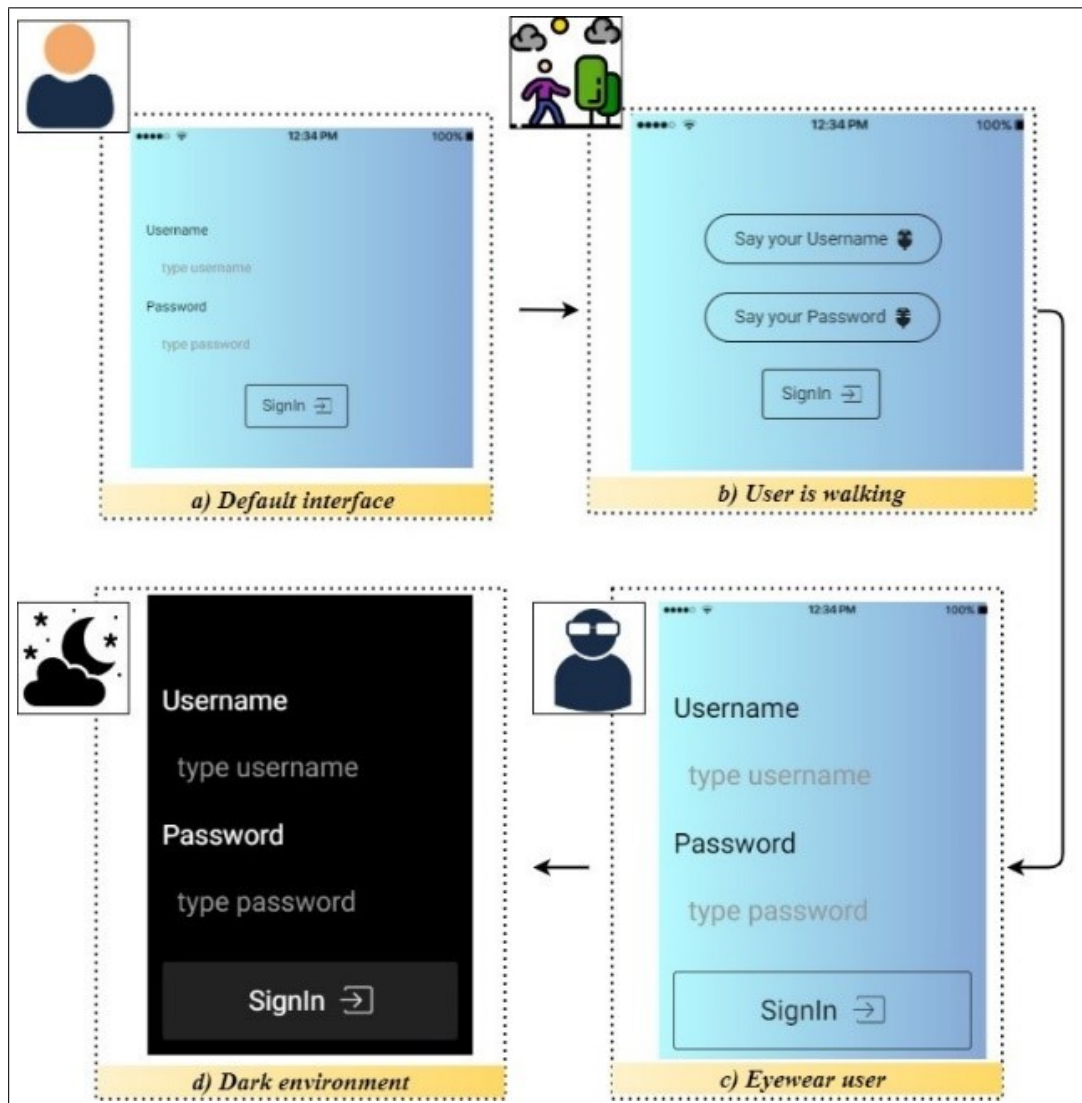 12:34 PM 100%
Username
type username
Password
type password
SignIn
a) Default interface
12:34 PM 100%
Say your Username
Say your Password
SignIn
b) User is walking
12:34 PM 100%
Username
type username
Password
type password
SignIn
c) Eyewear user
Username
type username
Password
type password
SignIn
d) Dark environment